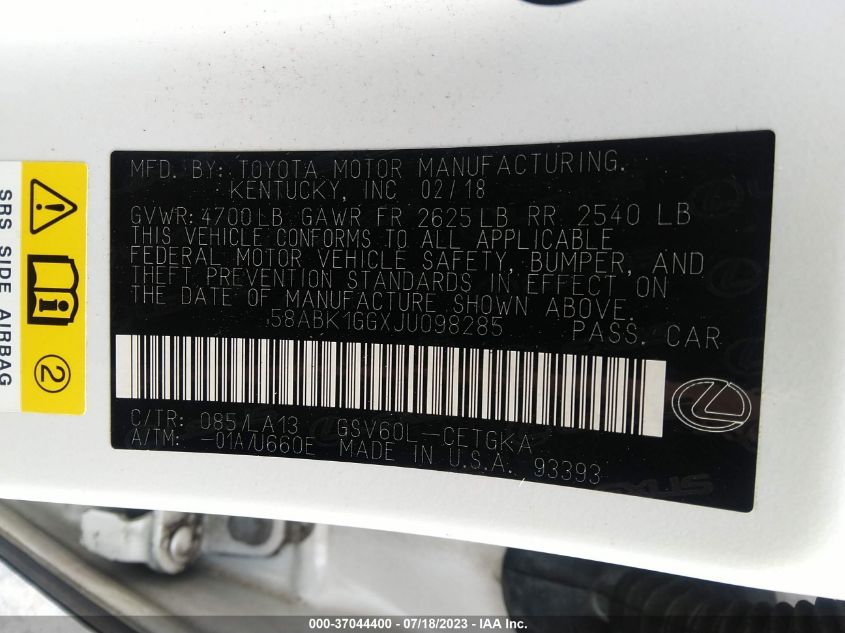 MFD. BY: TOYOTA MOTOR MANUFACTURING.
KENTUCKY, INC 02/18
GVWR: 4700 LB GAWR FR 2625 LB RR 2540 LB
THIS VEHICLE CONFORMS TO ALL APPLICABLE
FEDERAL MOTOR VEHICLE SAFETY, BUMPER, AND
THEFT PREVENTION STANDARDS IN EFFECT ON
THE DATE OF MANUFACTURE SHOWN ABOVE.
58ABK1GGXJU098285 PASS. CAR
C/TR: 085/LA13 GSV60L-CETGKA
A/TM: -01A/U660E MADE IN U.S.A. 93393
SRS SIDE AIRBAG
2
000-37044400 - 07/18/2023 - IAA Inc.